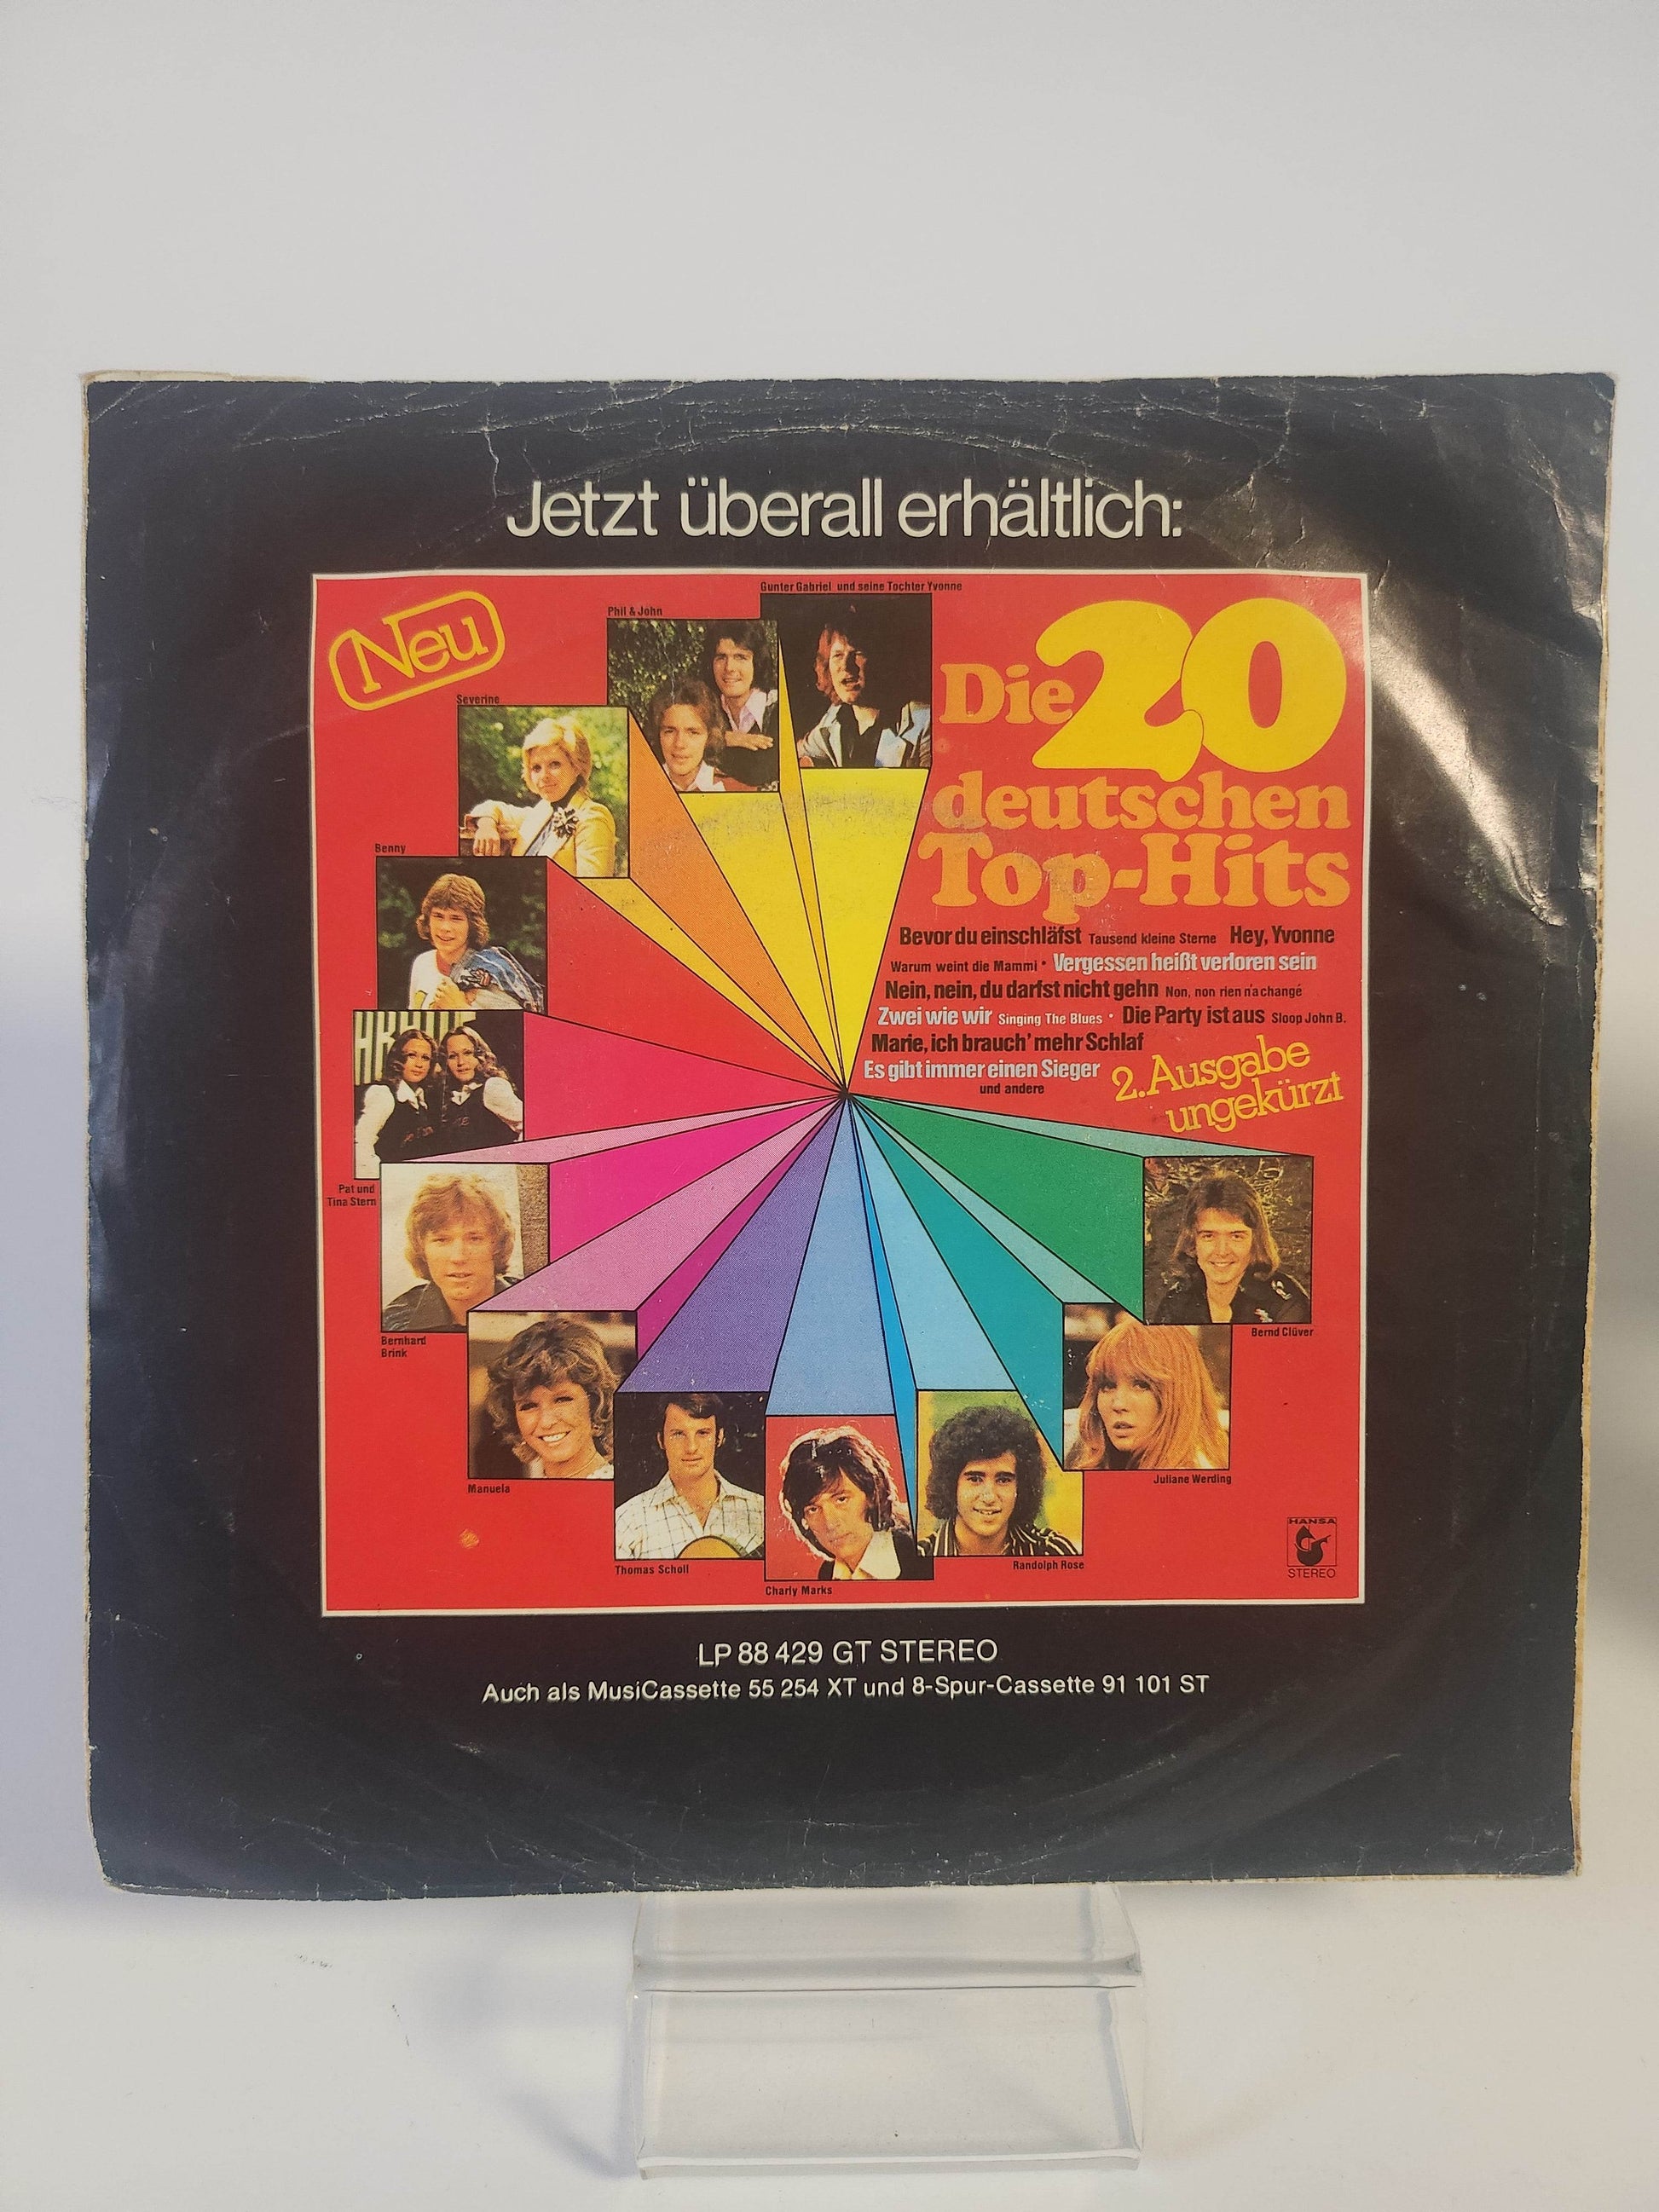 Jetzt überall erhältlich:
Neu
Gunter Gabriel und seine Tochter Yvonne
Phil & John
Severine
Benny
Pat und
Tina Stern
Bernhard
Brink
Manuela
Thomas Scholl
Charly Marks
Randolph Rose
Juliane Werding
Bernd Clüver
Die 20
deutschen
Top-Hits
Bevor du einschläfst Tausend kleine Sterne Hey, Yvonne
Warum weint die Mammi • Vergessen heißt verloren sein
Nein, nein, du darfst nicht gehn Non, non rien n'a changé
Zwei wie wir Singing The Blues • Die Party ist aus Sloop John B.
Marie, ich brauch' mehr Schlaf
Es gibt immer einen Sieger
und andere
2. Ausgabe
ungekürzt
HANSA
STEREO
LP 88 429 GT STEREO
Auch als MusiCassette 55 254 XT und 8-Spur-Cassette 91 101 ST